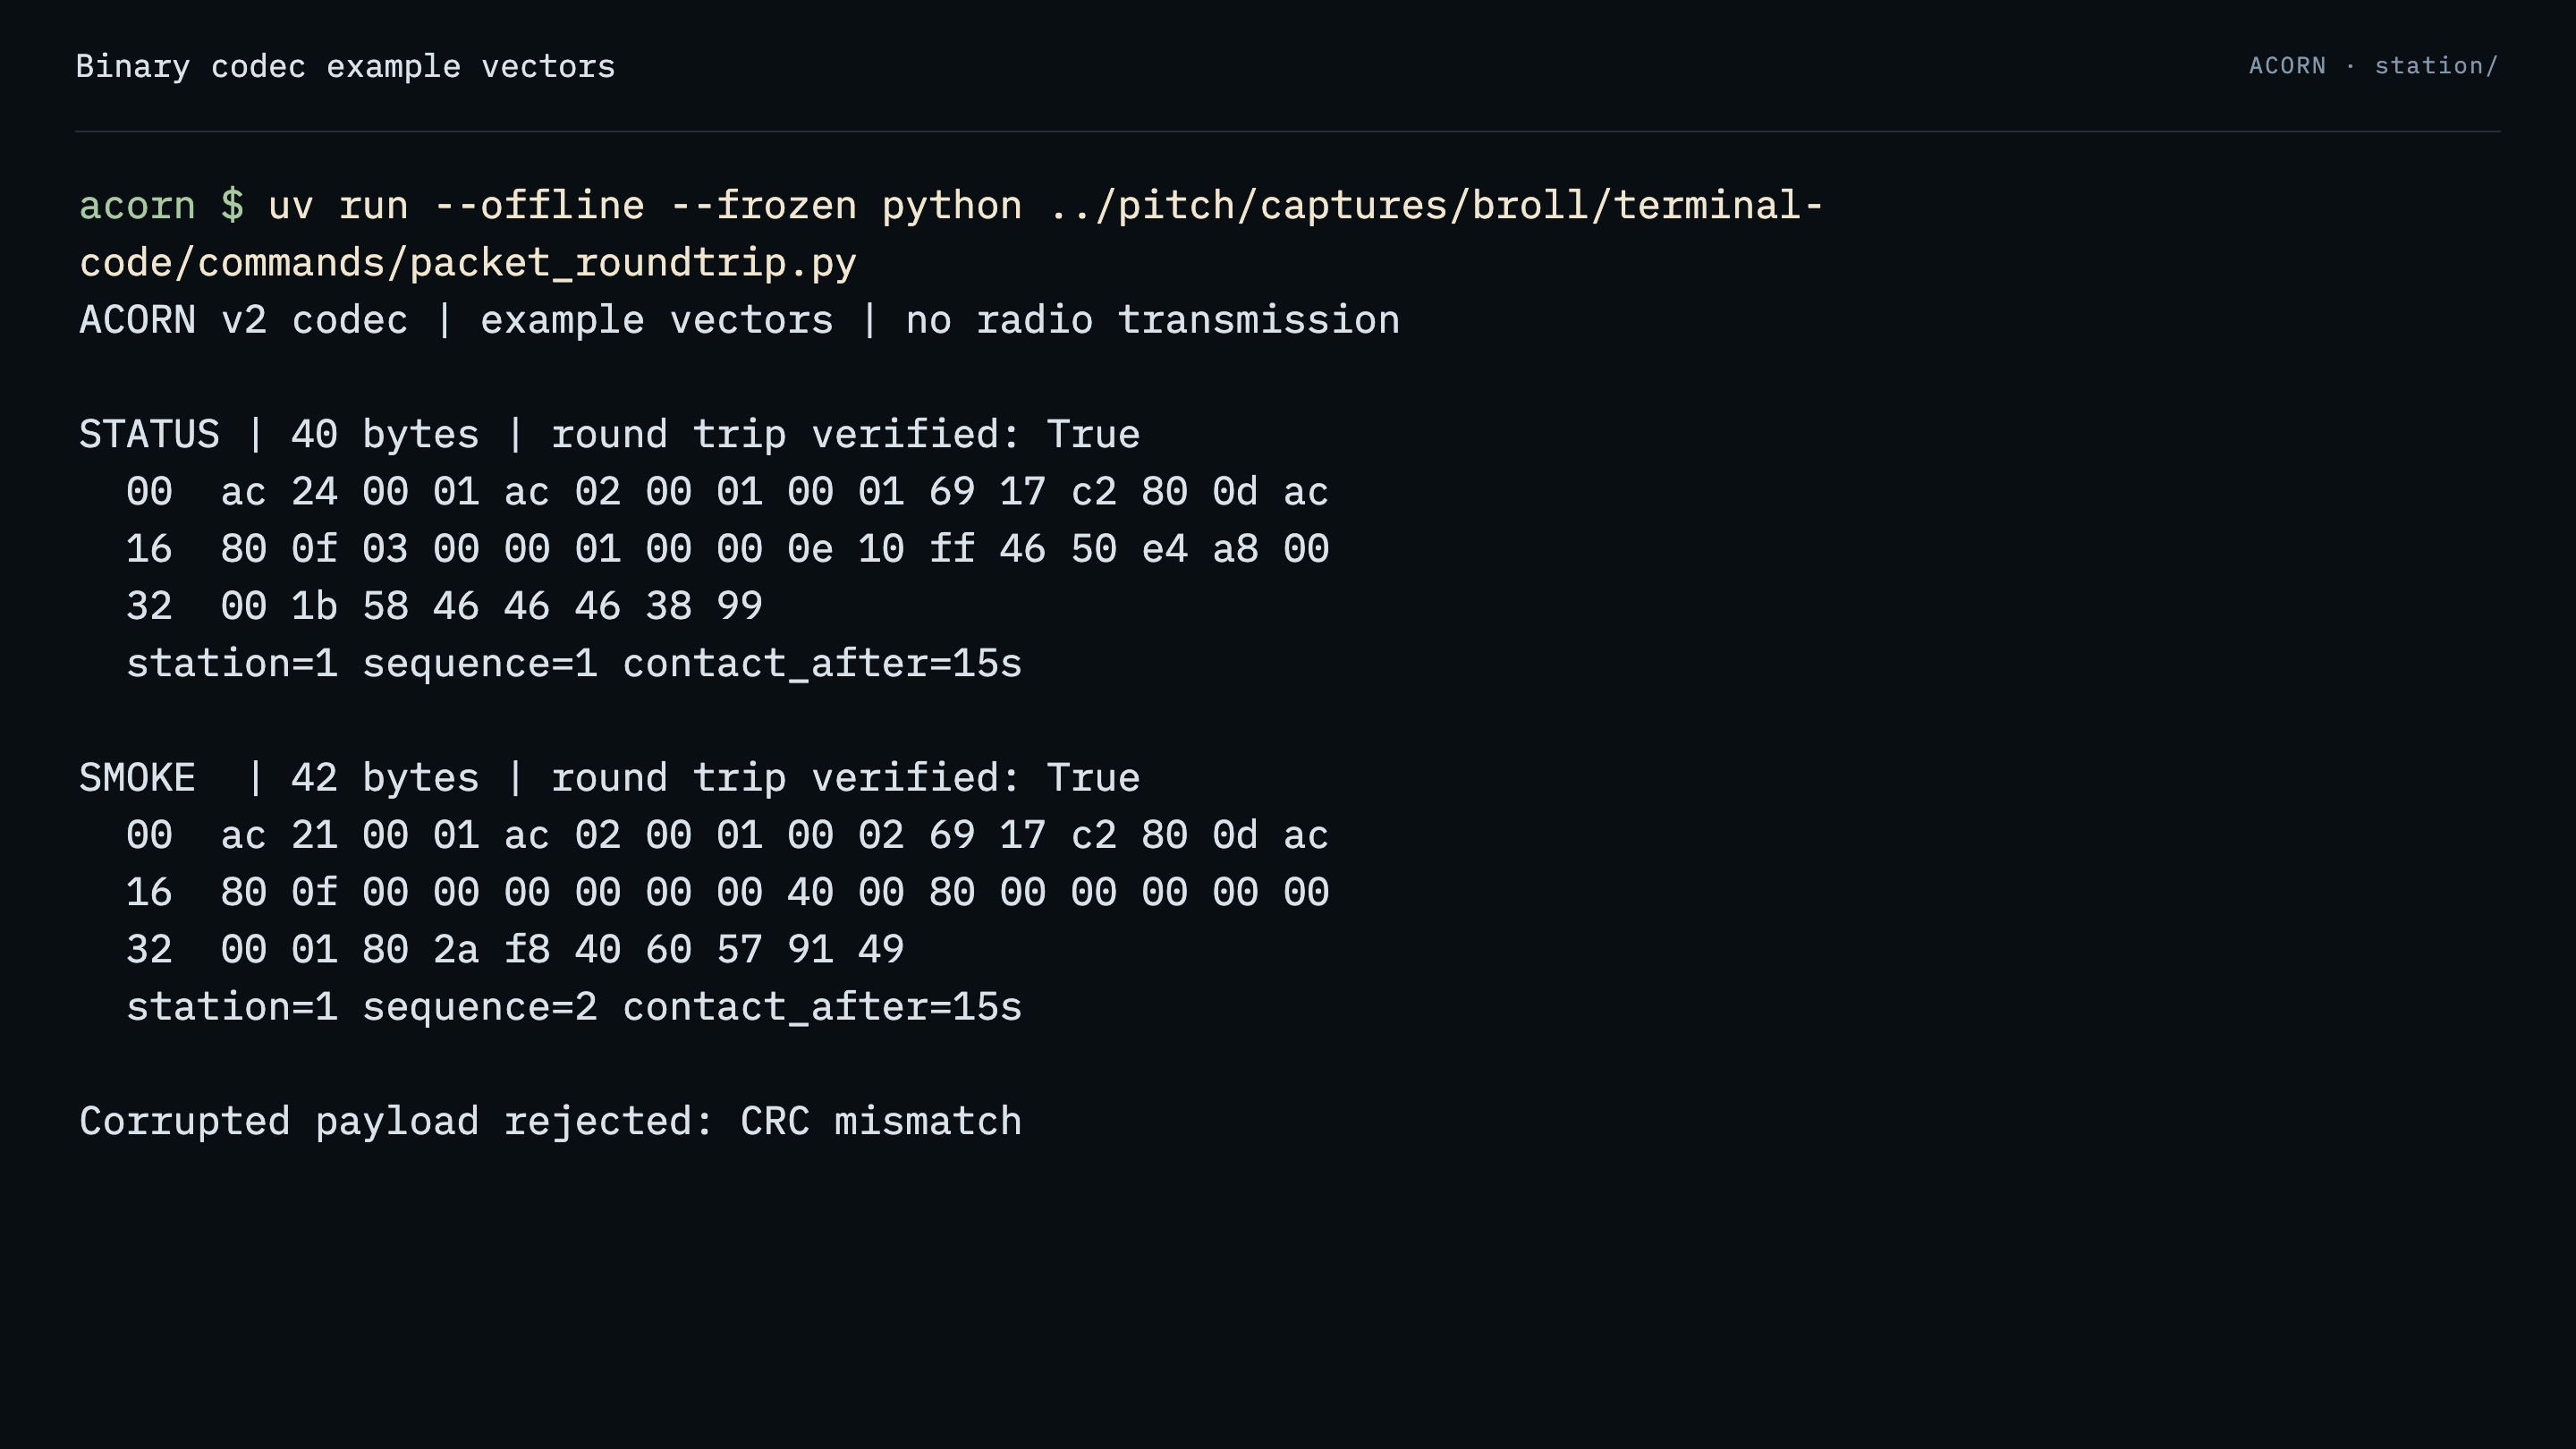 Binary codec example vectors
ACORN · station/
acorn $ uv run --offline --frozen python ../pitch/captures/broll/terminal-
code/commands/packet_roundtrip.py
ACORN v2 codec | example vectors | no radio transmission
STATUS | 40 bytes | round trip verified: True
00  ac 24 00 01 ac 02 00 01 00 01 69 17 c2 80 0d ac
16  80 0f 03 00 00 01 00 00 0e 10 ff 46 50 e4 a8 00
32  00 1b 58 46 46 46 38 99
station=1 sequence=1 contact_after=15s
SMOKE  | 42 bytes | round trip verified: True
00  ac 21 00 01 ac 02 00 01 00 02 69 17 c2 80 0d ac
16  80 0f 00 00 00 00 00 00 40 00 80 00 00 00 00 00
32  00 01 80 2a f8 40 60 57 91 49
station=1 sequence=2 contact_after=15s
Corrupted payload rejected: CRC mismatch